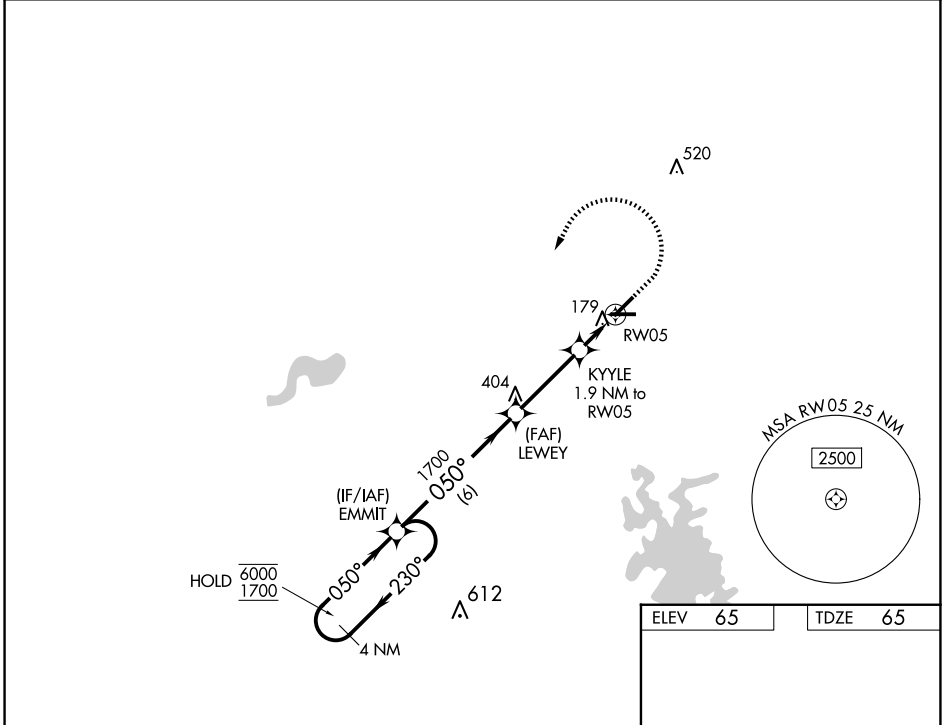 520
179
RW05
KYYLE
1.9 NM to
RW05
404
(FAF)
LEWEY
MSA RW05 25 NM
2500
1700
050°
(6)
(IF/IAF)
EMMIT
HOLD 6000
1700
050°
230°
612
4 NM
ELEV 65
TDZE 65